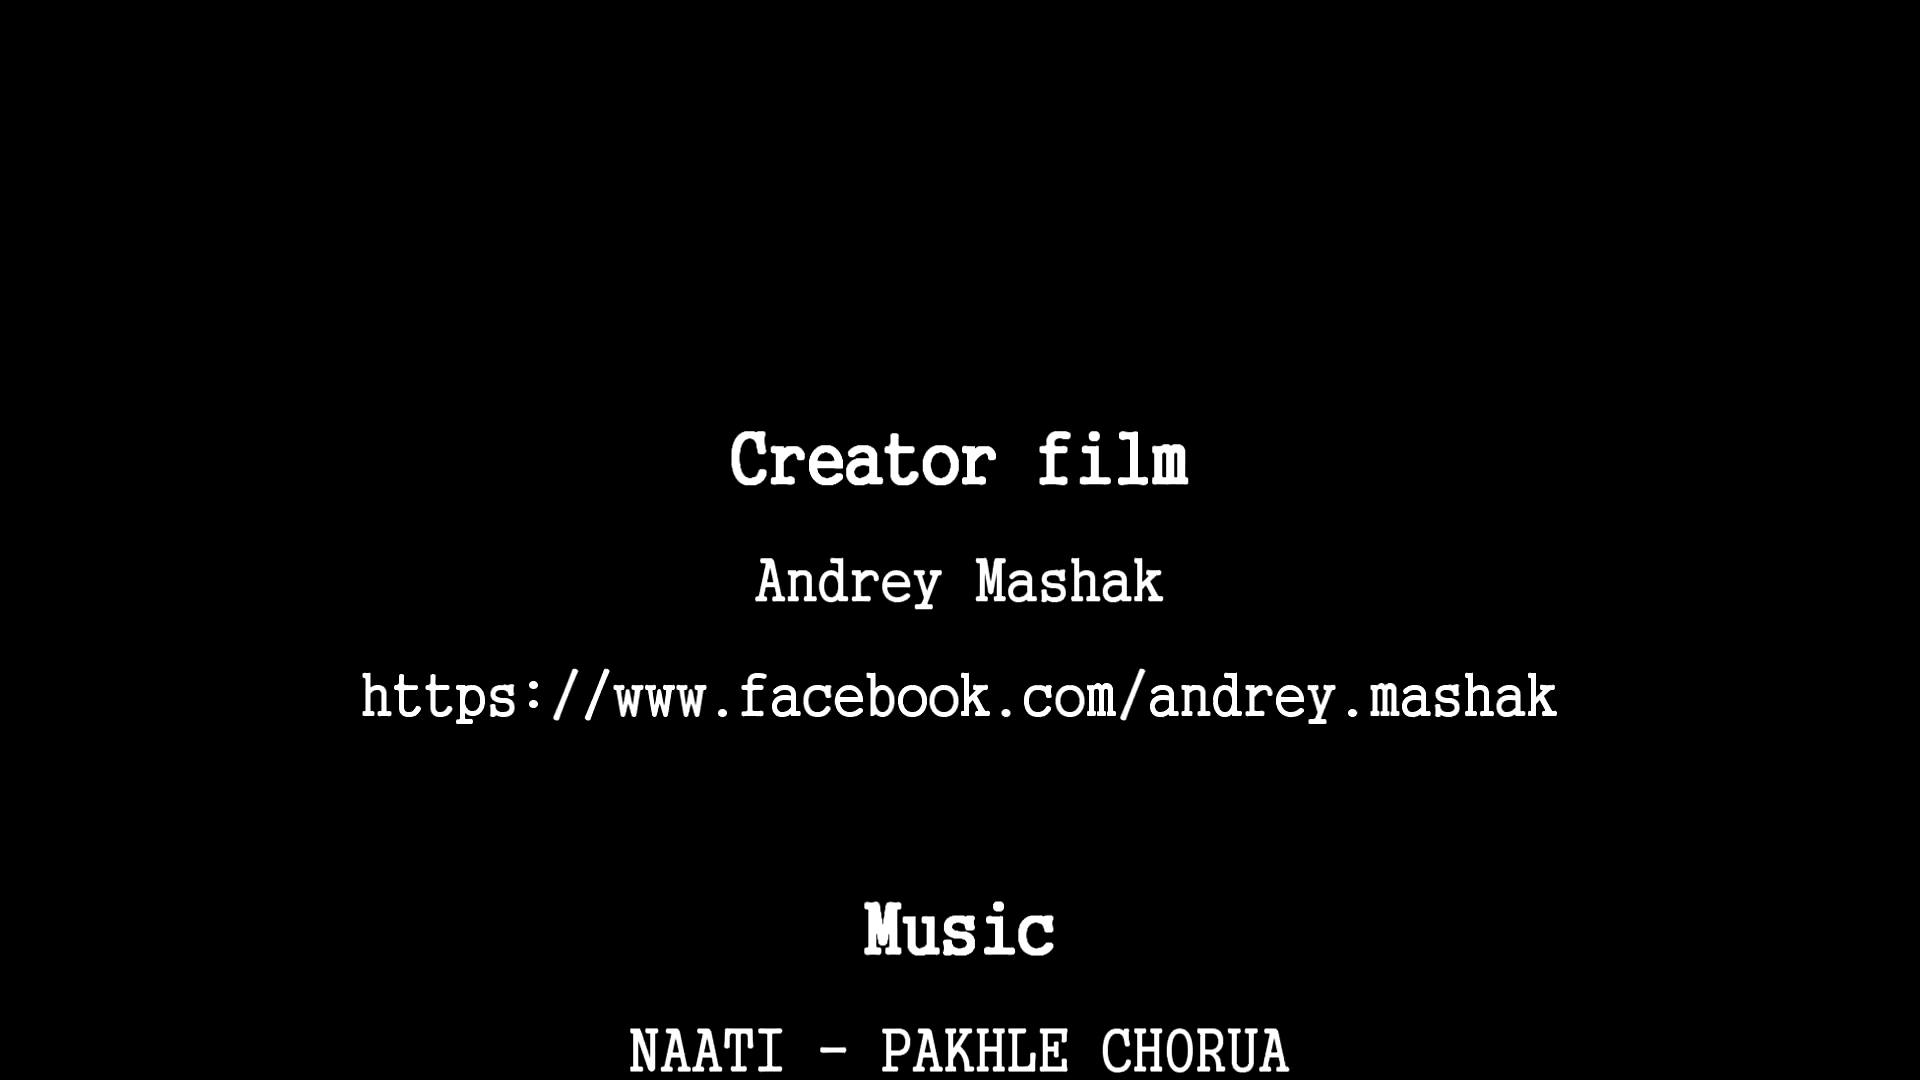 Creator film
Andrey Mashak
https://www.facebook.com/andrey.mashak
Music
NAATI - PAKHLE CHORUA